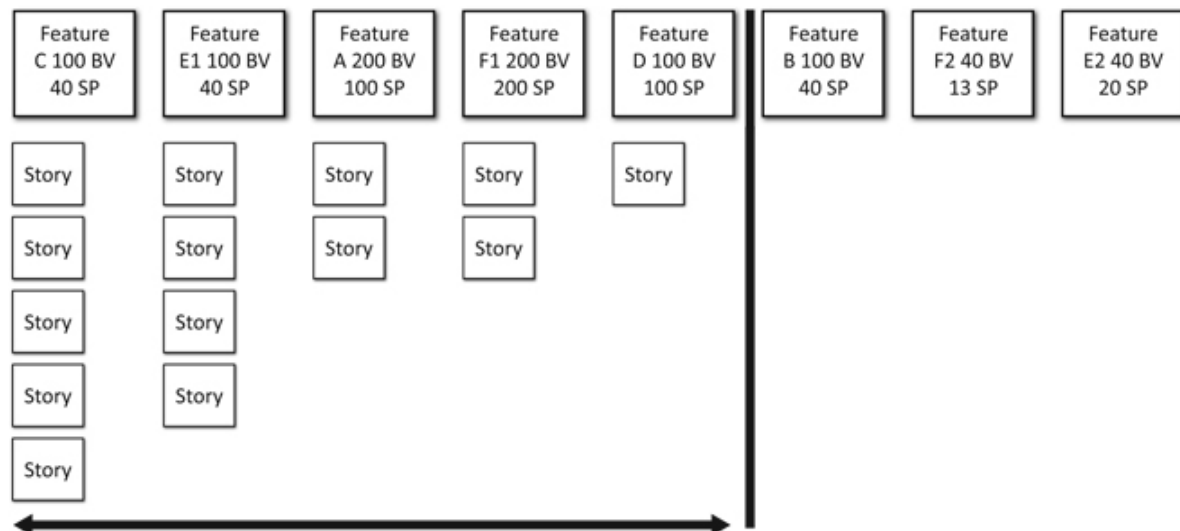 Feature
C 100 BV
40 SP
Feature
E1 100 BV
40 SP
Feature
A 200 BV
100 SP
Feature
F1 200 BV
200 SP
Feature
D 100 BV
100 SP
Feature
B 100 BV
40 SP
Feature
F2 40 BV
13 SP
Feature
E2 40 BV
20 SP
Story
Story
Story
Story
Story
Story
Story
Story
Story
Story
Story
Story
Story
Story